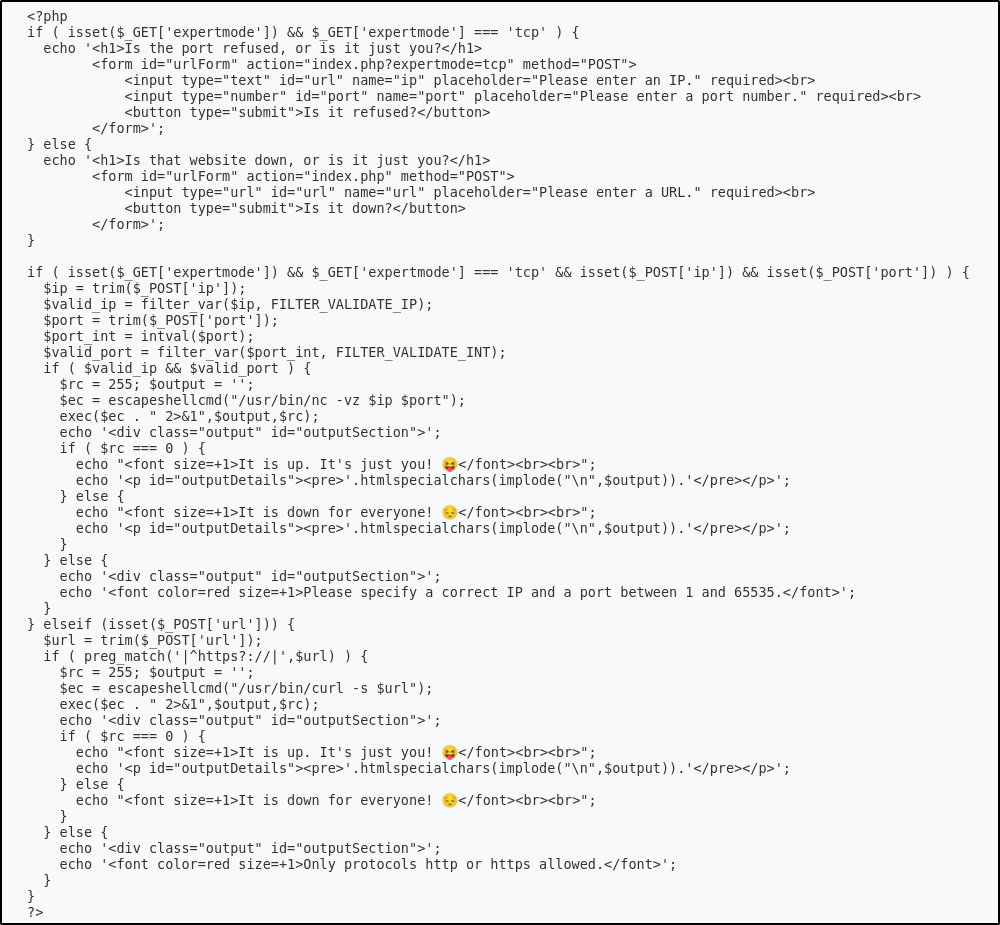 <?php
if ( isset($_GET['expertmode']) && $_GET['expertmode'] === 'tcp' ) {
  echo '<h1>Is the port refused, or is it just you?</h1>
        <form id="urlForm" action="index.php?expertmode=tcp" method="POST">
            <input type="text" id="url" name="ip" placeholder="Please enter an IP." required><br>
            <input type="number" id="port" name="port" placeholder="Please enter a port number." required><br>
            <button type="submit">Is it refused?</button>
        </form>';
} else {
  echo '<h1>Is that website down, or is it just you?</h1>
        <form id="urlForm" action="index.php" method="POST">
            <input type="url" id="url" name="url" placeholder="Please enter a URL." required><br>
            <button type="submit">Is it down?</button>
        </form>';
}

if ( isset($_GET['expertmode']) && $_GET['expertmode'] === 'tcp' && isset($_POST['ip']) && isset($_POST['port']) ) {
  $ip = trim($_POST['ip']);
  $valid_ip = filter_var($ip, FILTER_VALIDATE_IP);
  $port = trim($_POST['port']);
  $port_int = intval($port);
  $valid_port = filter_var($port_int, FILTER_VALIDATE_INT);
  if ( $valid_ip && $valid_port ) {
    $rc = 255; $output = '';
    $ec = escapeshellcmd("/usr/bin/nc -vz $ip $port");
    exec($ec . " 2>&1",$output,$rc);
    echo '<div class="output" id="outputSection">';
    if ( $rc === 0 ) {
      echo "<font size=+1>It is up. It's just you! 😝</font><br><br>";
      echo '<p id="outputDetails"><pre>'.htmlspecialchars(implode("\n",$output)).'</pre></p>';
    } else {
      echo "<font size=+1>It is down for everyone! 😔</font><br><br>";
      echo '<p id="outputDetails"><pre>'.htmlspecialchars(implode("\n",$output)).'</pre></p>';
    }
  } else {
    echo '<div class="output" id="outputSection">';
    echo '<font color=red size=+1>Please specify a correct IP and a port between 1 and 65535.</font>';
  }
} elseif (isset($_POST['url'])) {
  $url = trim($_POST['url']);
  if ( preg_match('|^https?://|',$url) ) {
    $rc = 255; $output = '';
    $ec = escapeshellcmd("/usr/bin/curl -s $url");
    exec($ec . " 2>&1",$output,$rc);
    echo '<div class="output" id="outputSection">';
    if ( $rc === 0 ) {
      echo "<font size=+1>It is up. It's just you! 😝</font><br><br>";
      echo '<p id="outputDetails"><pre>'.htmlspecialchars(implode("\n",$output)).'</pre></p>';
    } else {
      echo "<font size=+1>It is down for everyone! 😔</font><br><br>";
    }
  } else {
    echo '<div class="output" id="outputSection">';
    echo '<font color=red size=+1>Only protocols http or https allowed.</font>';
  }
}
?>